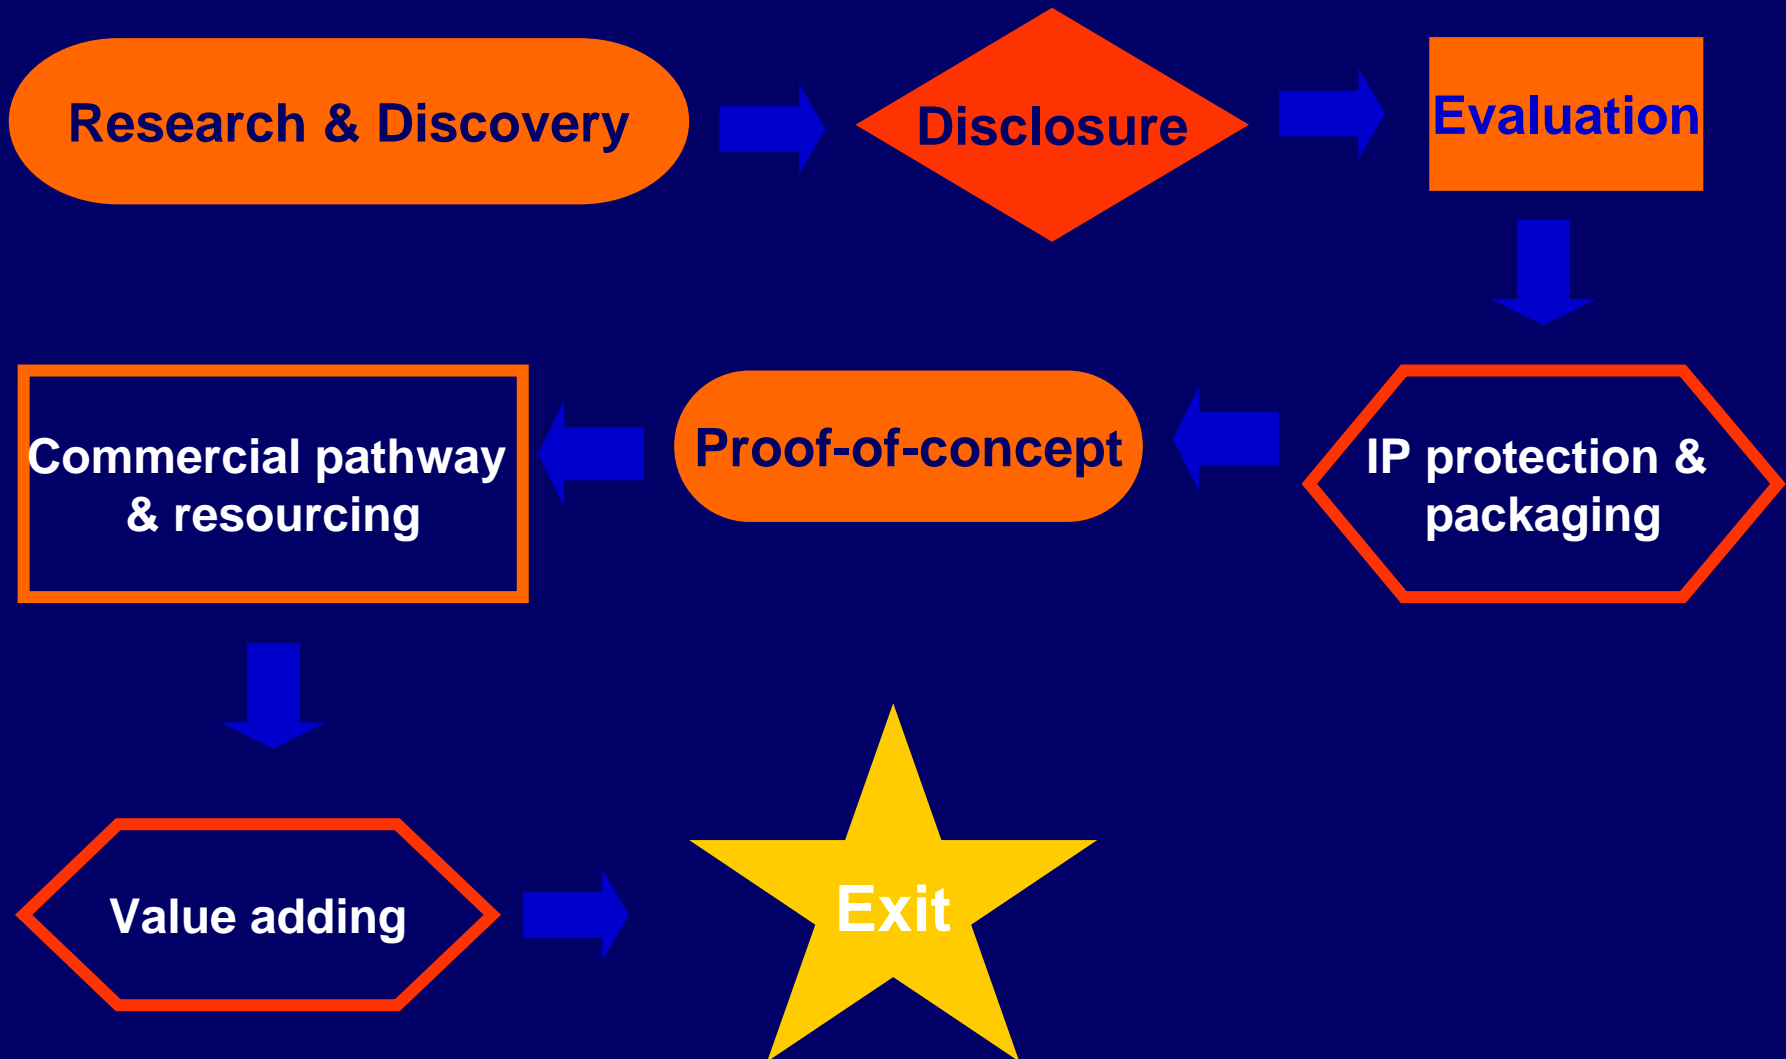 Research & Discovery
Disclosure
Evaluation
IP protection &
packaging
Proof-of-concept
Commercial pathway
& resourcing
Value adding
Exit